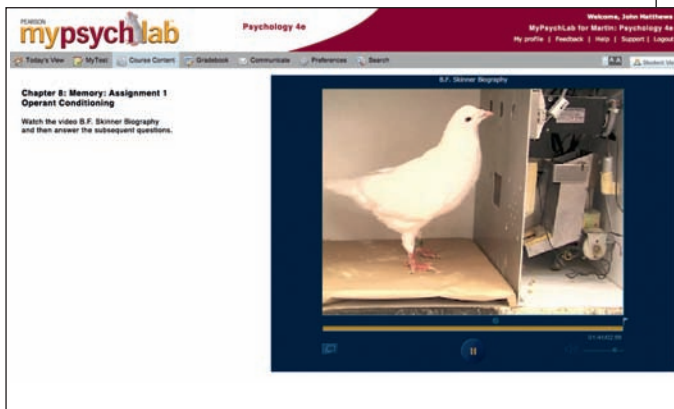 PEARSON
mypsychlab
Psychology 4e
Welcome, John Matthews
MyPsychLab for Martin: Psychology 4e
My profile | Feedback | Help | Support | Logout
Today's View MyTest Course Content Gradebook Communicate Preferences Search
Chapter 8: Memory: Assignment 1
Operant Conditioning
Watch the video B.F. Skinner Biography
and then answer the subsequent questions.
B.F. Skinner Biography